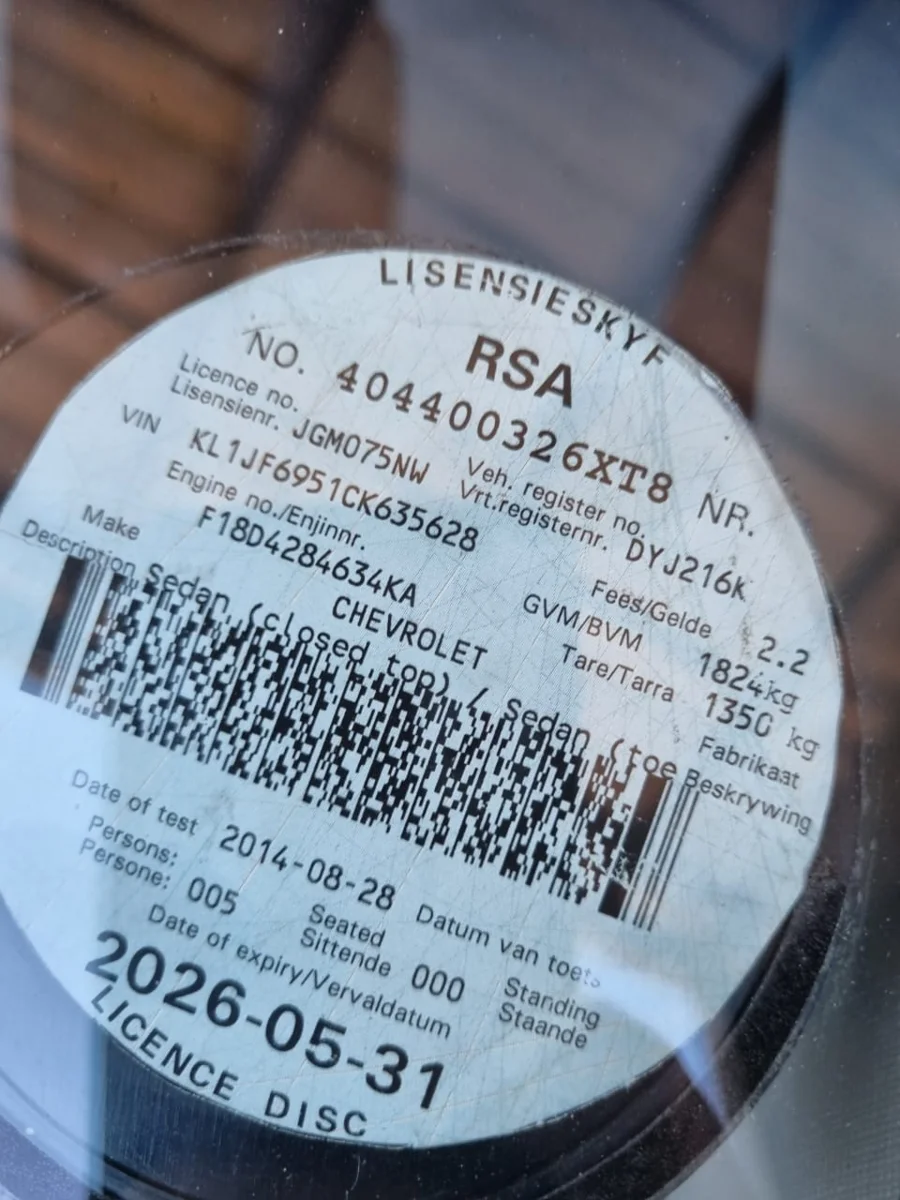 LISENSIESKYF
RSA
NO. 404400326XT8 NR.
Licence no.
Lisensienr. JGM075NW
Veh. register no.
Vrt.registernr. DYJ216K
VIN KL1JF6951CK635628
Engine no./Enjinnr.
F18D4284634KA
Fees/Gelde 2.2
GVM/BVM 1824kg
Tare/Tarra 1350 kg
Make CHEVROLET Fabrikaat
Description Sedan (closed top) / Sedan (toe Beskrywing
Date of test 2014-08-28 Datum van toets
Persons:
Persone: 005 Seated
Sittende 000 Standing
Staande
Date of expiry/Vervaldatum
2026-05-31
LICENCE DISC